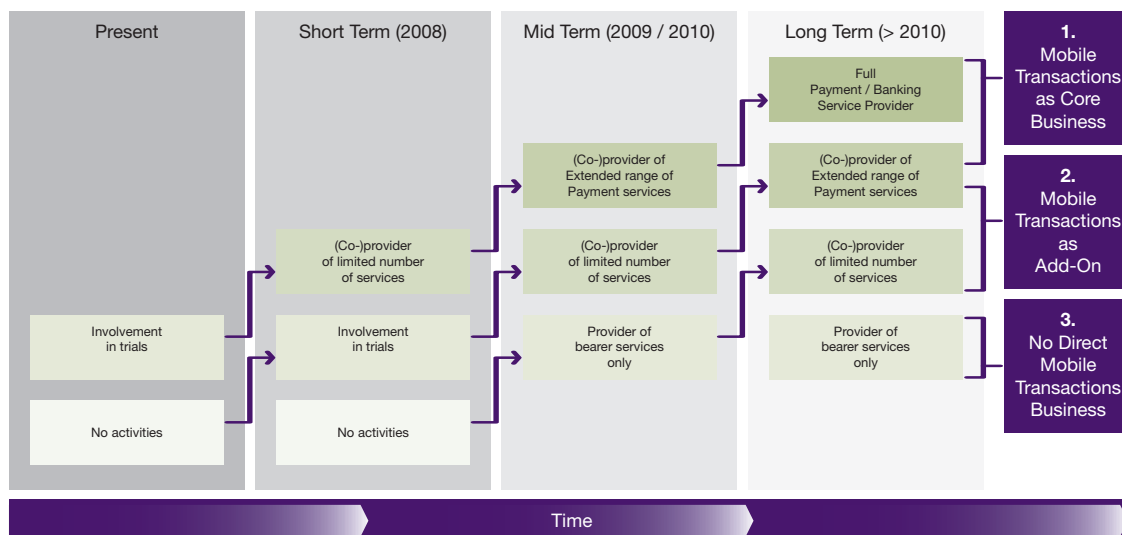 Present
Involvement
in trials
No activities
Short Term (2008)
(Co-)provider
of limited number
of services
Involvement
in trials
No activities
Mid Term (2009 / 2010)
(Co-)provider of
Extended range of
Payment services
(Co-)provider
of limited number
of services
Provider of
bearer services
only
Long Term (> 2010)
Full
Payment / Banking
Service Provider
(Co-)provider of
Extended range of
Payment services
(Co-)provider
of limited number
of services
Provider of
bearer services
only
1.
Mobile
Transactions
as Core
Business
2.
Mobile
Transactions
as
Add-On
3.
No Direct
Mobile
Transactions
Business
Time